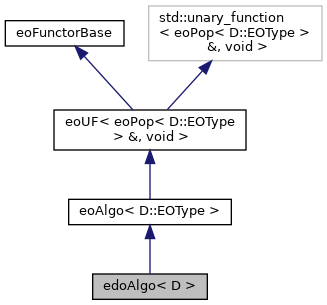 eoFunctorBase
std::unary_function
< eoPop< D::EOType >
&, void >
eoUF< eoPop< D::EOType
> &, void >
eoAlgo< D::EOType >
edoAlgo< D >